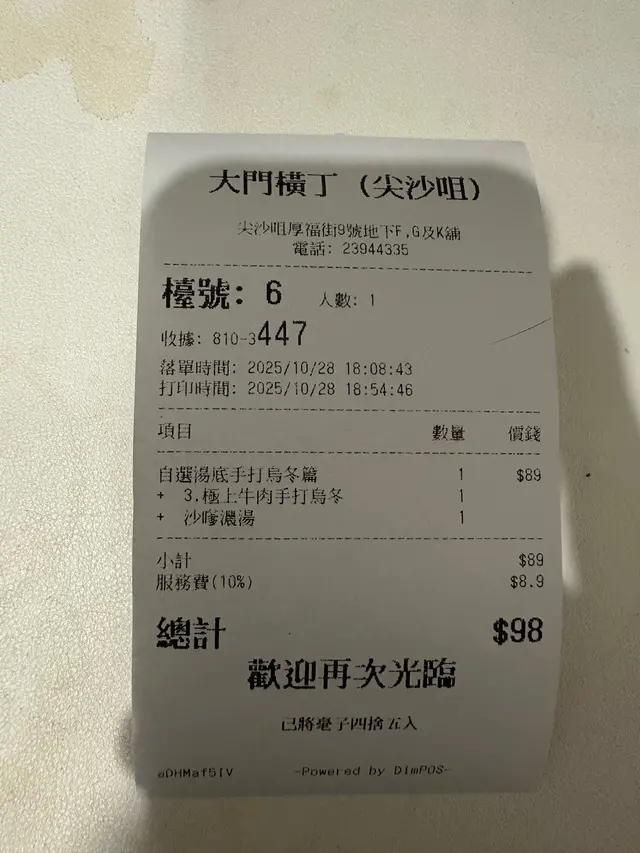 大門橫丁 (尖沙咀)
尖沙咀厚福街9號地下F,G及K舖
電話: 23944335
檯號: 6 人數: 1
收據: 810-3447
落單時間: 2025/10/28 18:08:43
打印時間: 2025/10/28 18:54:46
項目 數量 價錢
自選湯底手打烏冬篇 1 $89
+ 3.極上牛肉手打烏冬 1
+ 沙嗲濃湯 1
小計 $89
服務費(10%) $8.9
總計 $98
歡迎再次光臨
已將毫子四捨五入
aDHMaf5IV -Powered by DimPOS-